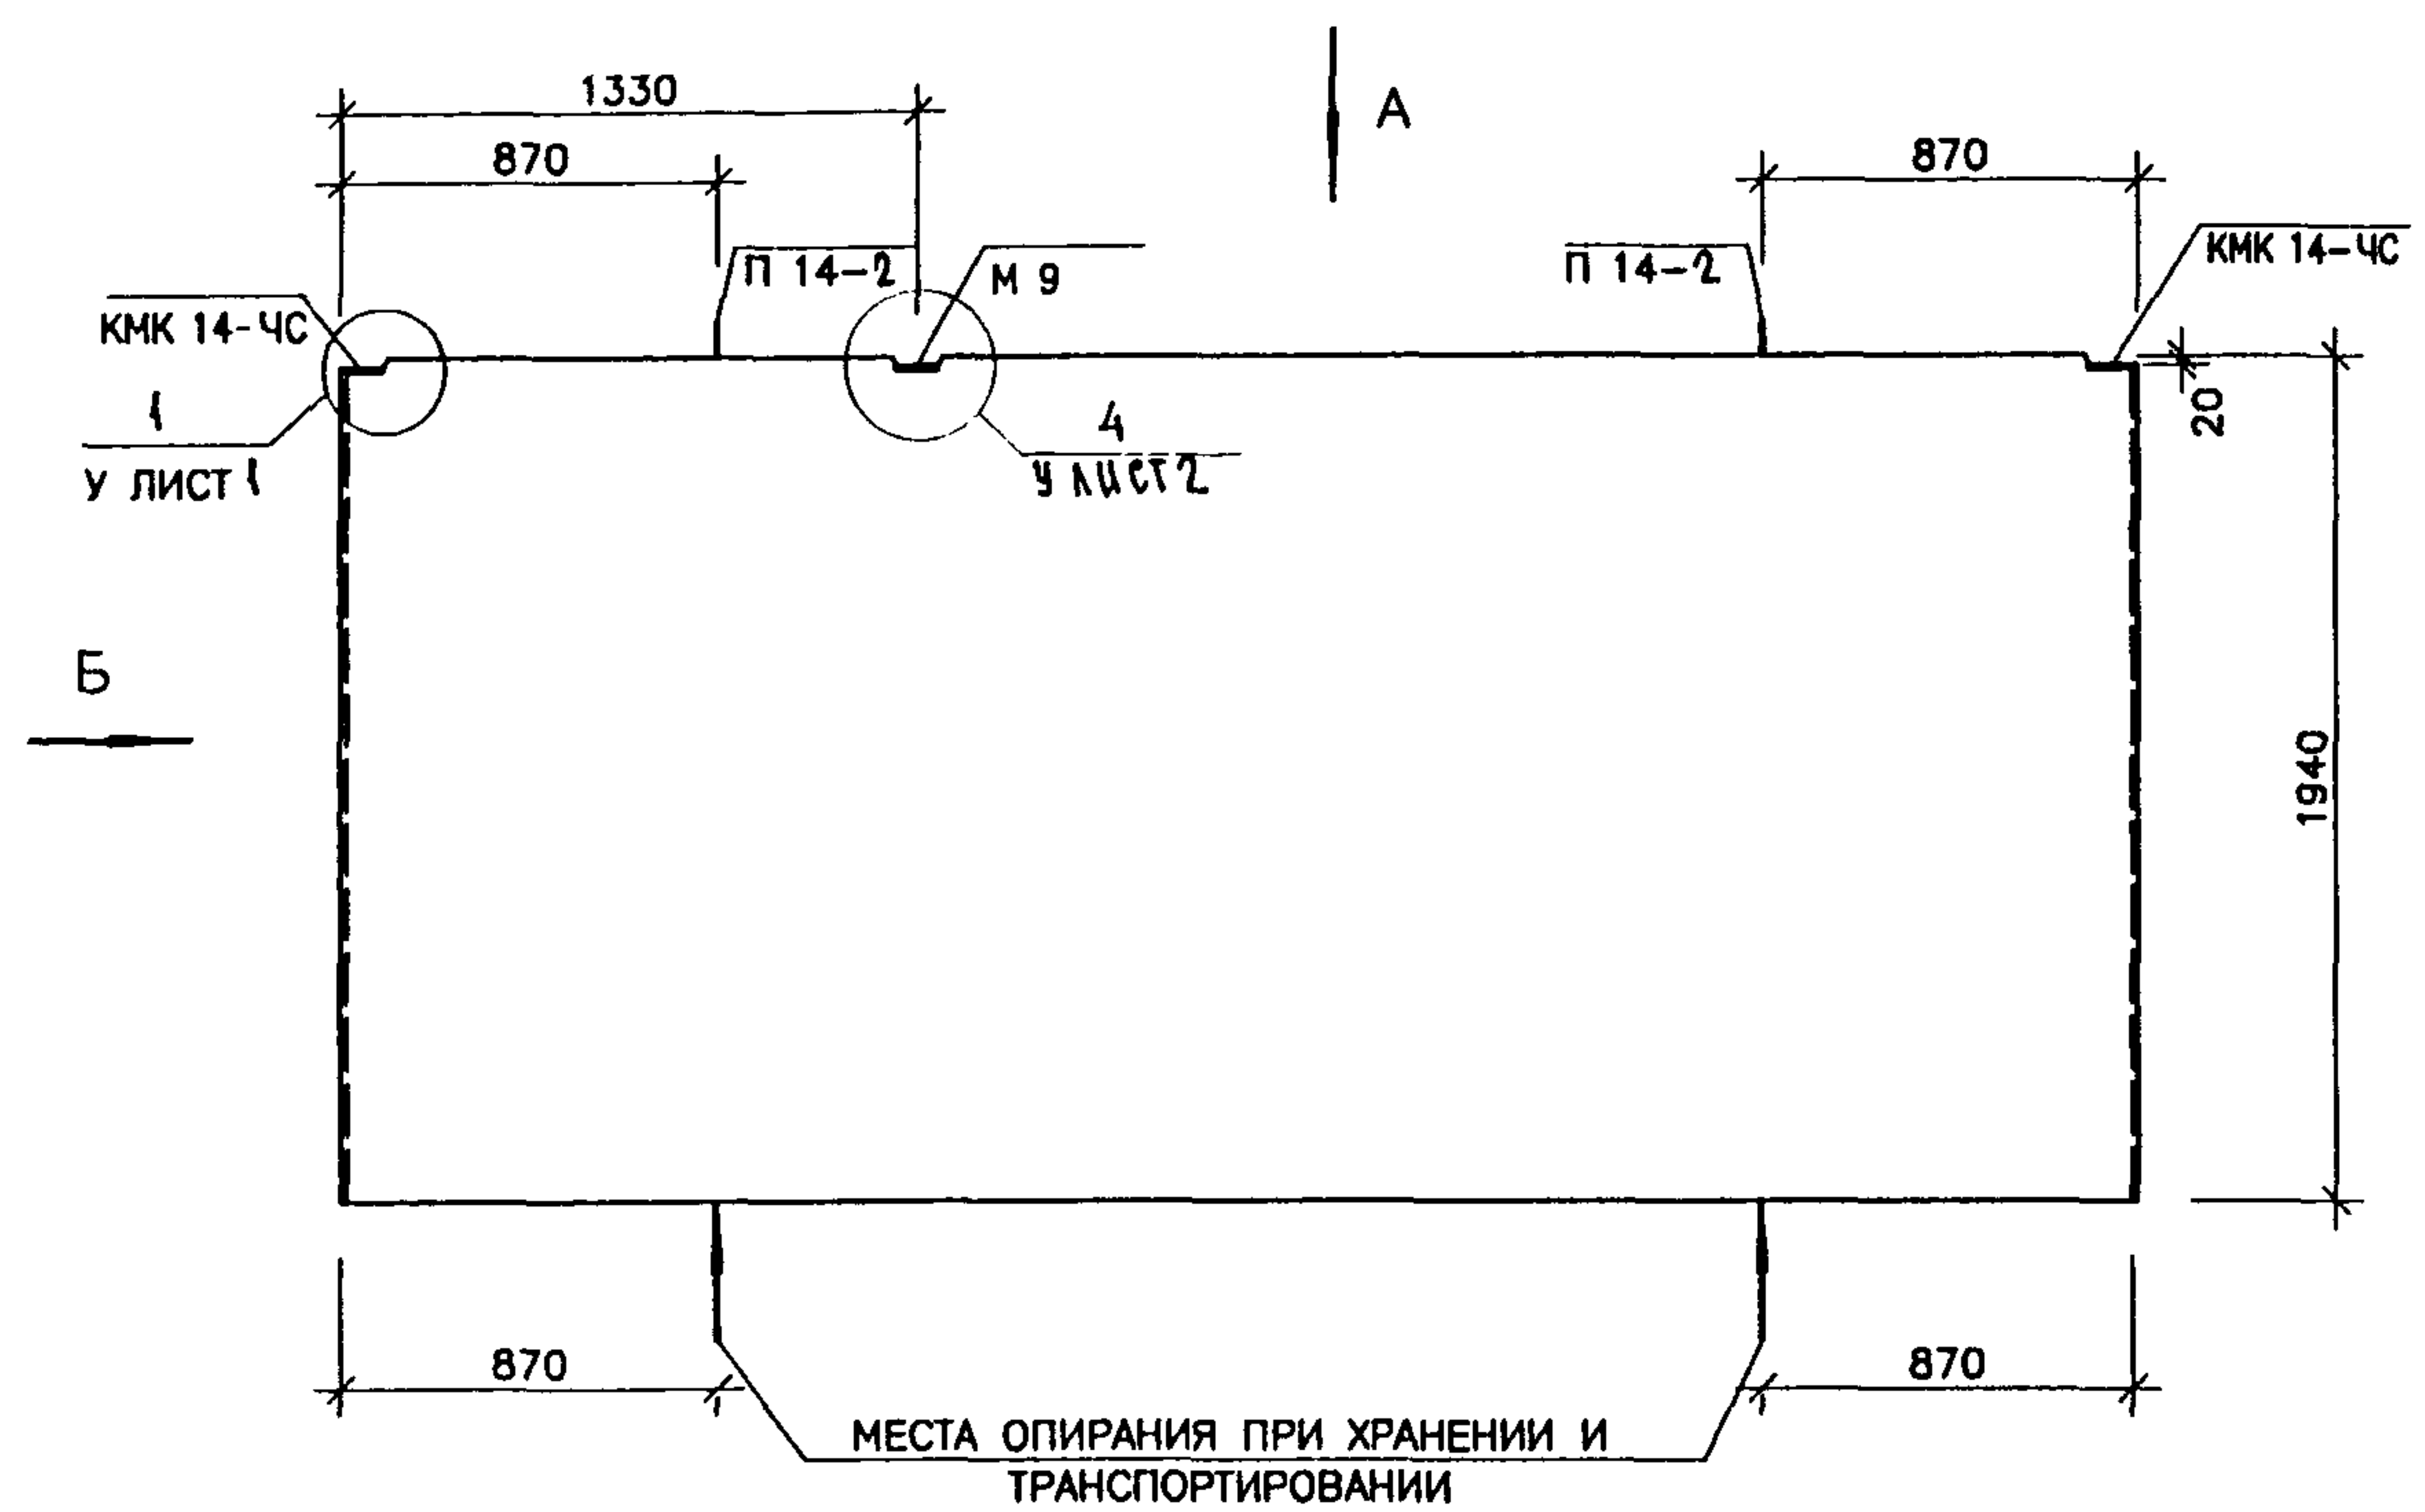 1330
А
870
870
П 14-2
М 9
П 14-2
КМК 14-ЧС
КМК 14-ЧС
20
1
У ЛИСТ 1
4
У ЛИСТ 2
Б
1940
870
870
МЕСТА ОПИРАНИЯ ПРИ ХРАНЕНИИ И
ТРАНСПОРТИРОВАНИИ